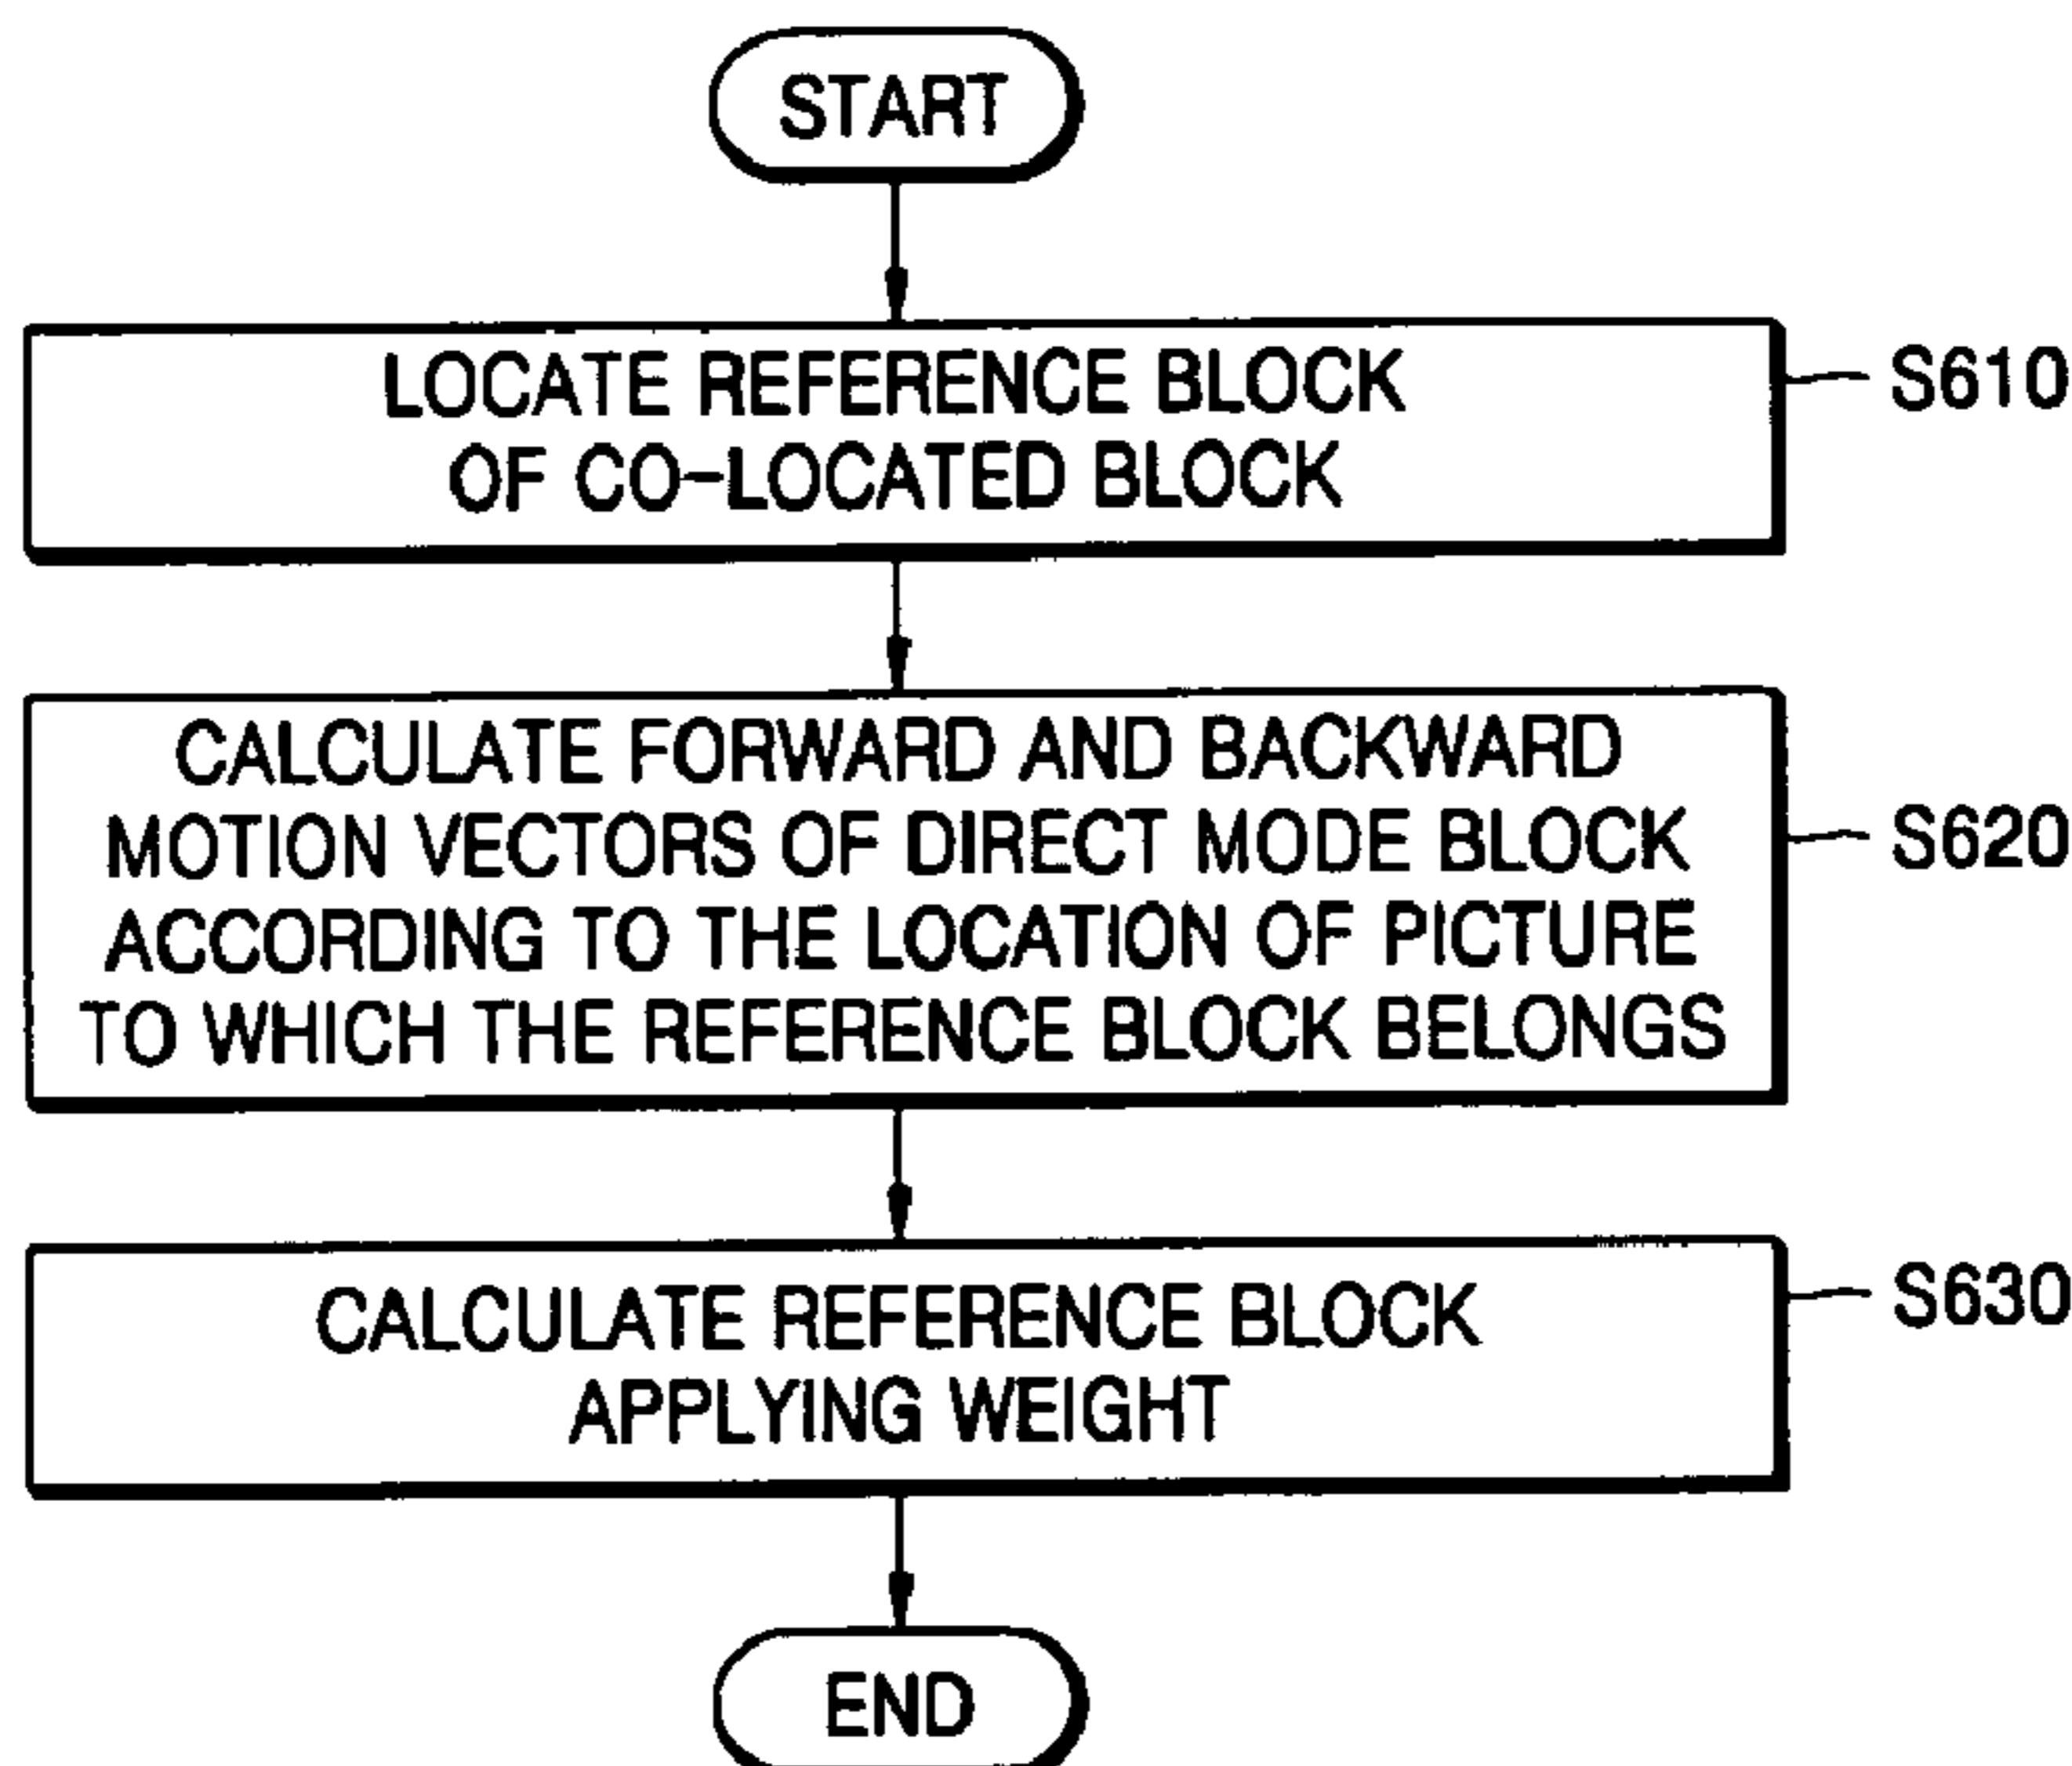 START
LOCATE REFERENCE BLOCK
OF CO-LOCATED BLOCK
S610
CALCULATE FORWARD AND BACKWARD
MOTION VECTORS OF DIRECT MODE BLOCK
ACCORDING TO THE LOCATION OF PICTURE
TO WHICH THE REFERENCE BLOCK BELONGS
S620
CALCULATE REFERENCE BLOCK
APPLYING WEIGHT
S630
END